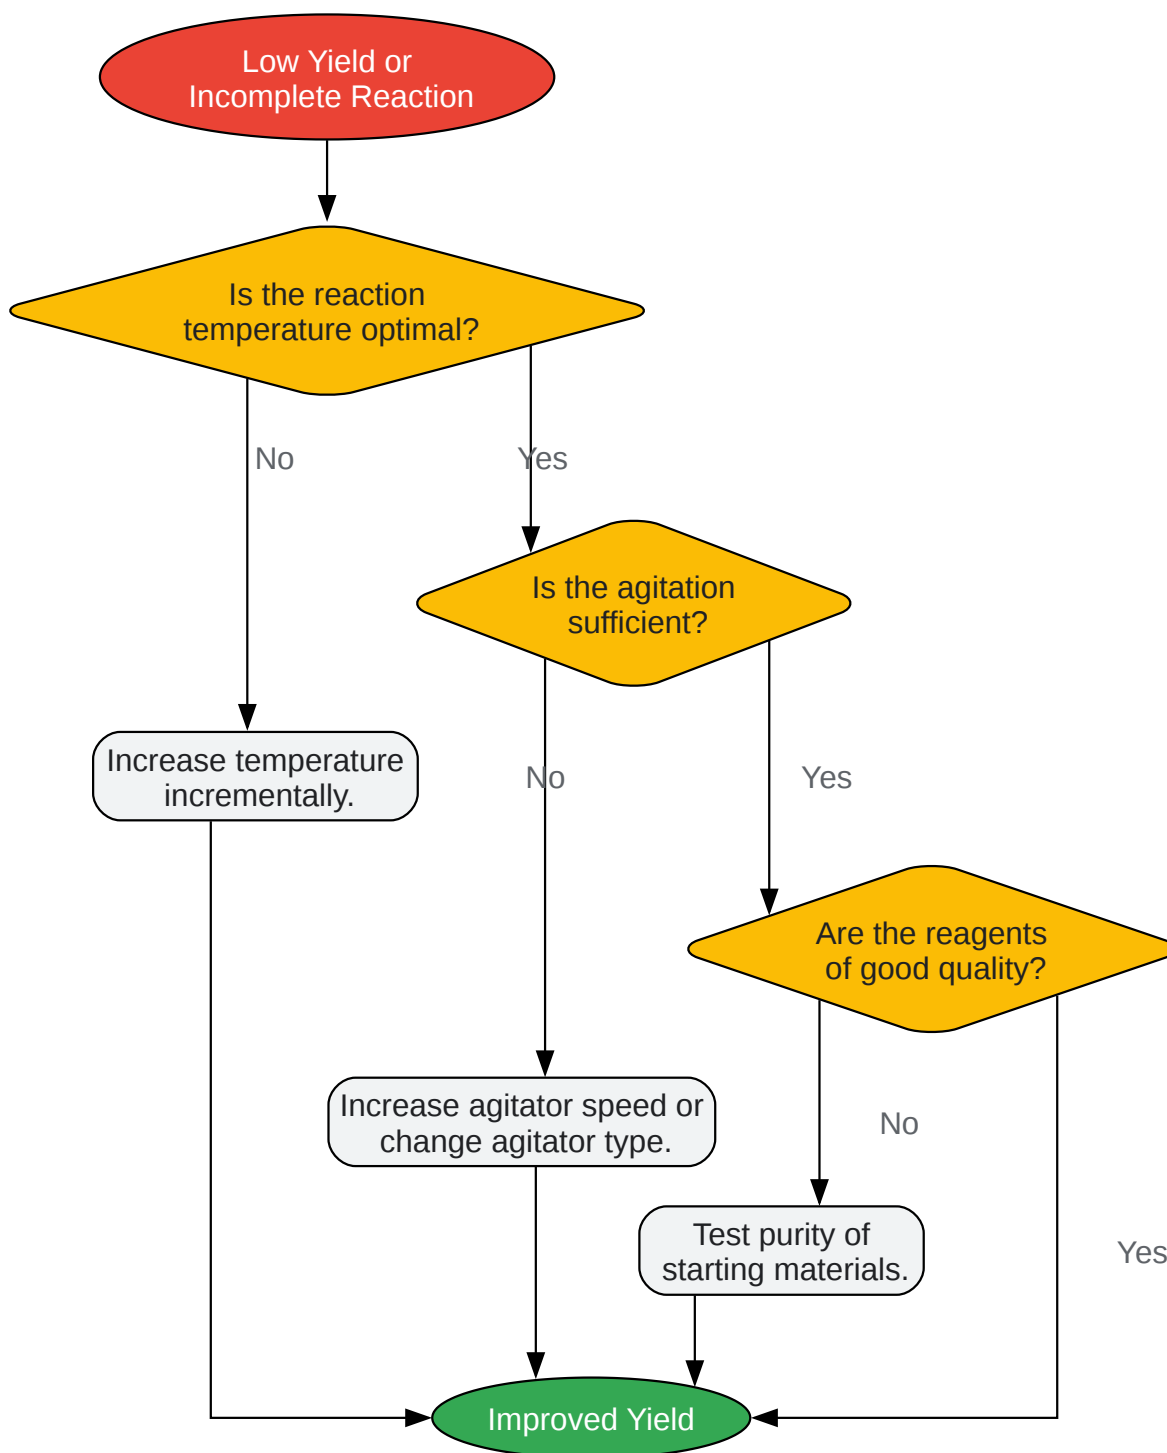 Low Yield or
Incomplete Reaction
Is the reaction
temperature optimal?
No
Yes
Is the agitation
sufficient?
Increase temperature
incrementally.
No
Yes
Are the reagents
of good quality?
Increase agitator speed or
change agitator type.
No
Test purity of
starting materials.
Yes
Improved Yield